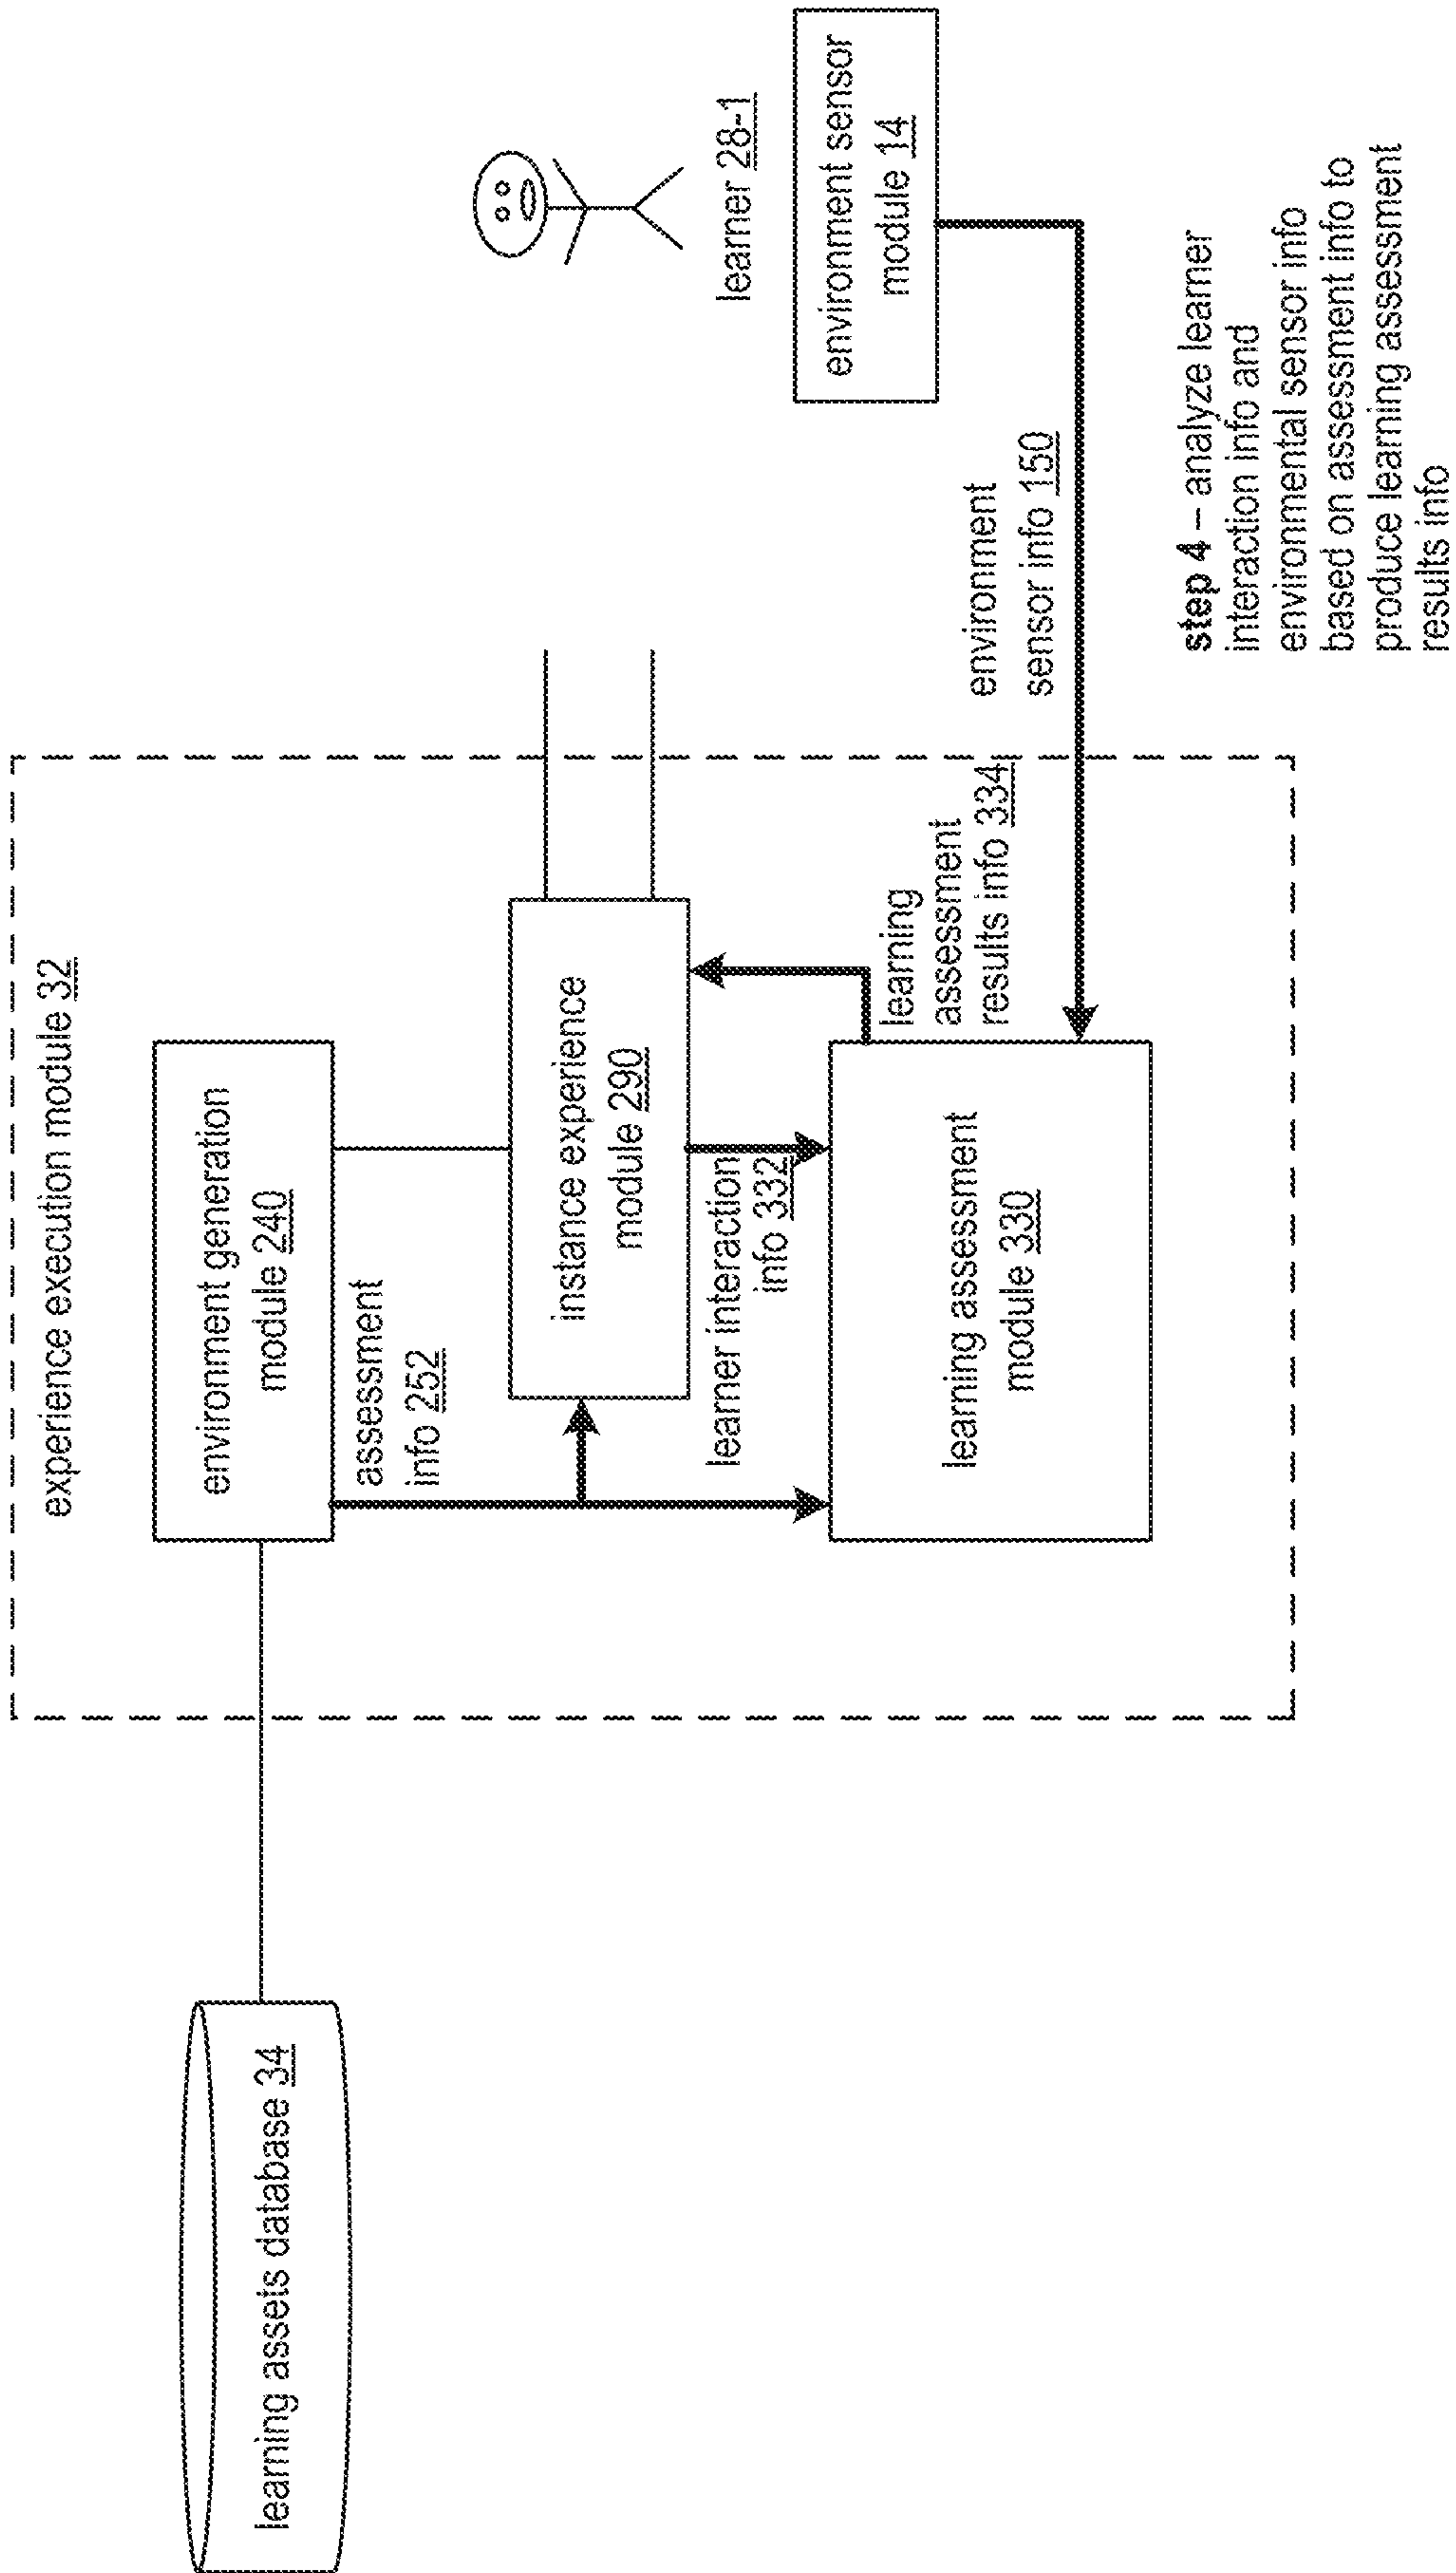 experience execution module 32
learning assets database 34
environment generation
module 240
assessment
info 252
instance experience
module 290
learner interaction
info 332
learning
assessment
results info 334
learning assessment
module 330
learner 28-1
environment sensor
module 14
environment
sensor info 150
step 4 – analyze learner
interaction info and
environmental sensor info
based on assessment info to
produce learning assessment
results info